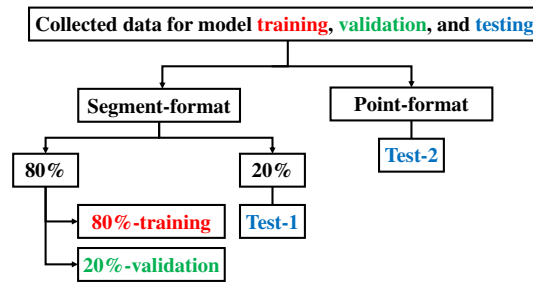 Collected data for model training, validation, and testing
Segment-format
Point-format
80%
20%
Test-2
80%-training
Test-1
20%-validation